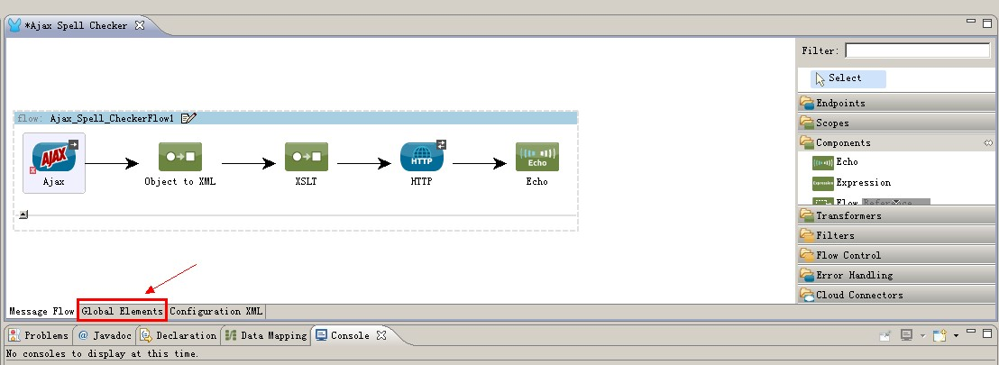 *Ajax Spell Checker
Filter:
Select
Endpoints
Scopes
Components
Echo
Expression
Flow Reference
Transformers
Filters
Flow Control
Error Handling
Cloud Connectors
flow: Ajax_Spell_CheckerFlow1
AJAX
HTTP
Echo
Ajax
Object to XML
XSLT
HTTP
Echo
Message Flow
Global Elements
Configuration XML
Problems
@ Javadoc
Declaration
Data Mapping
Console
No consoles to display at this time.